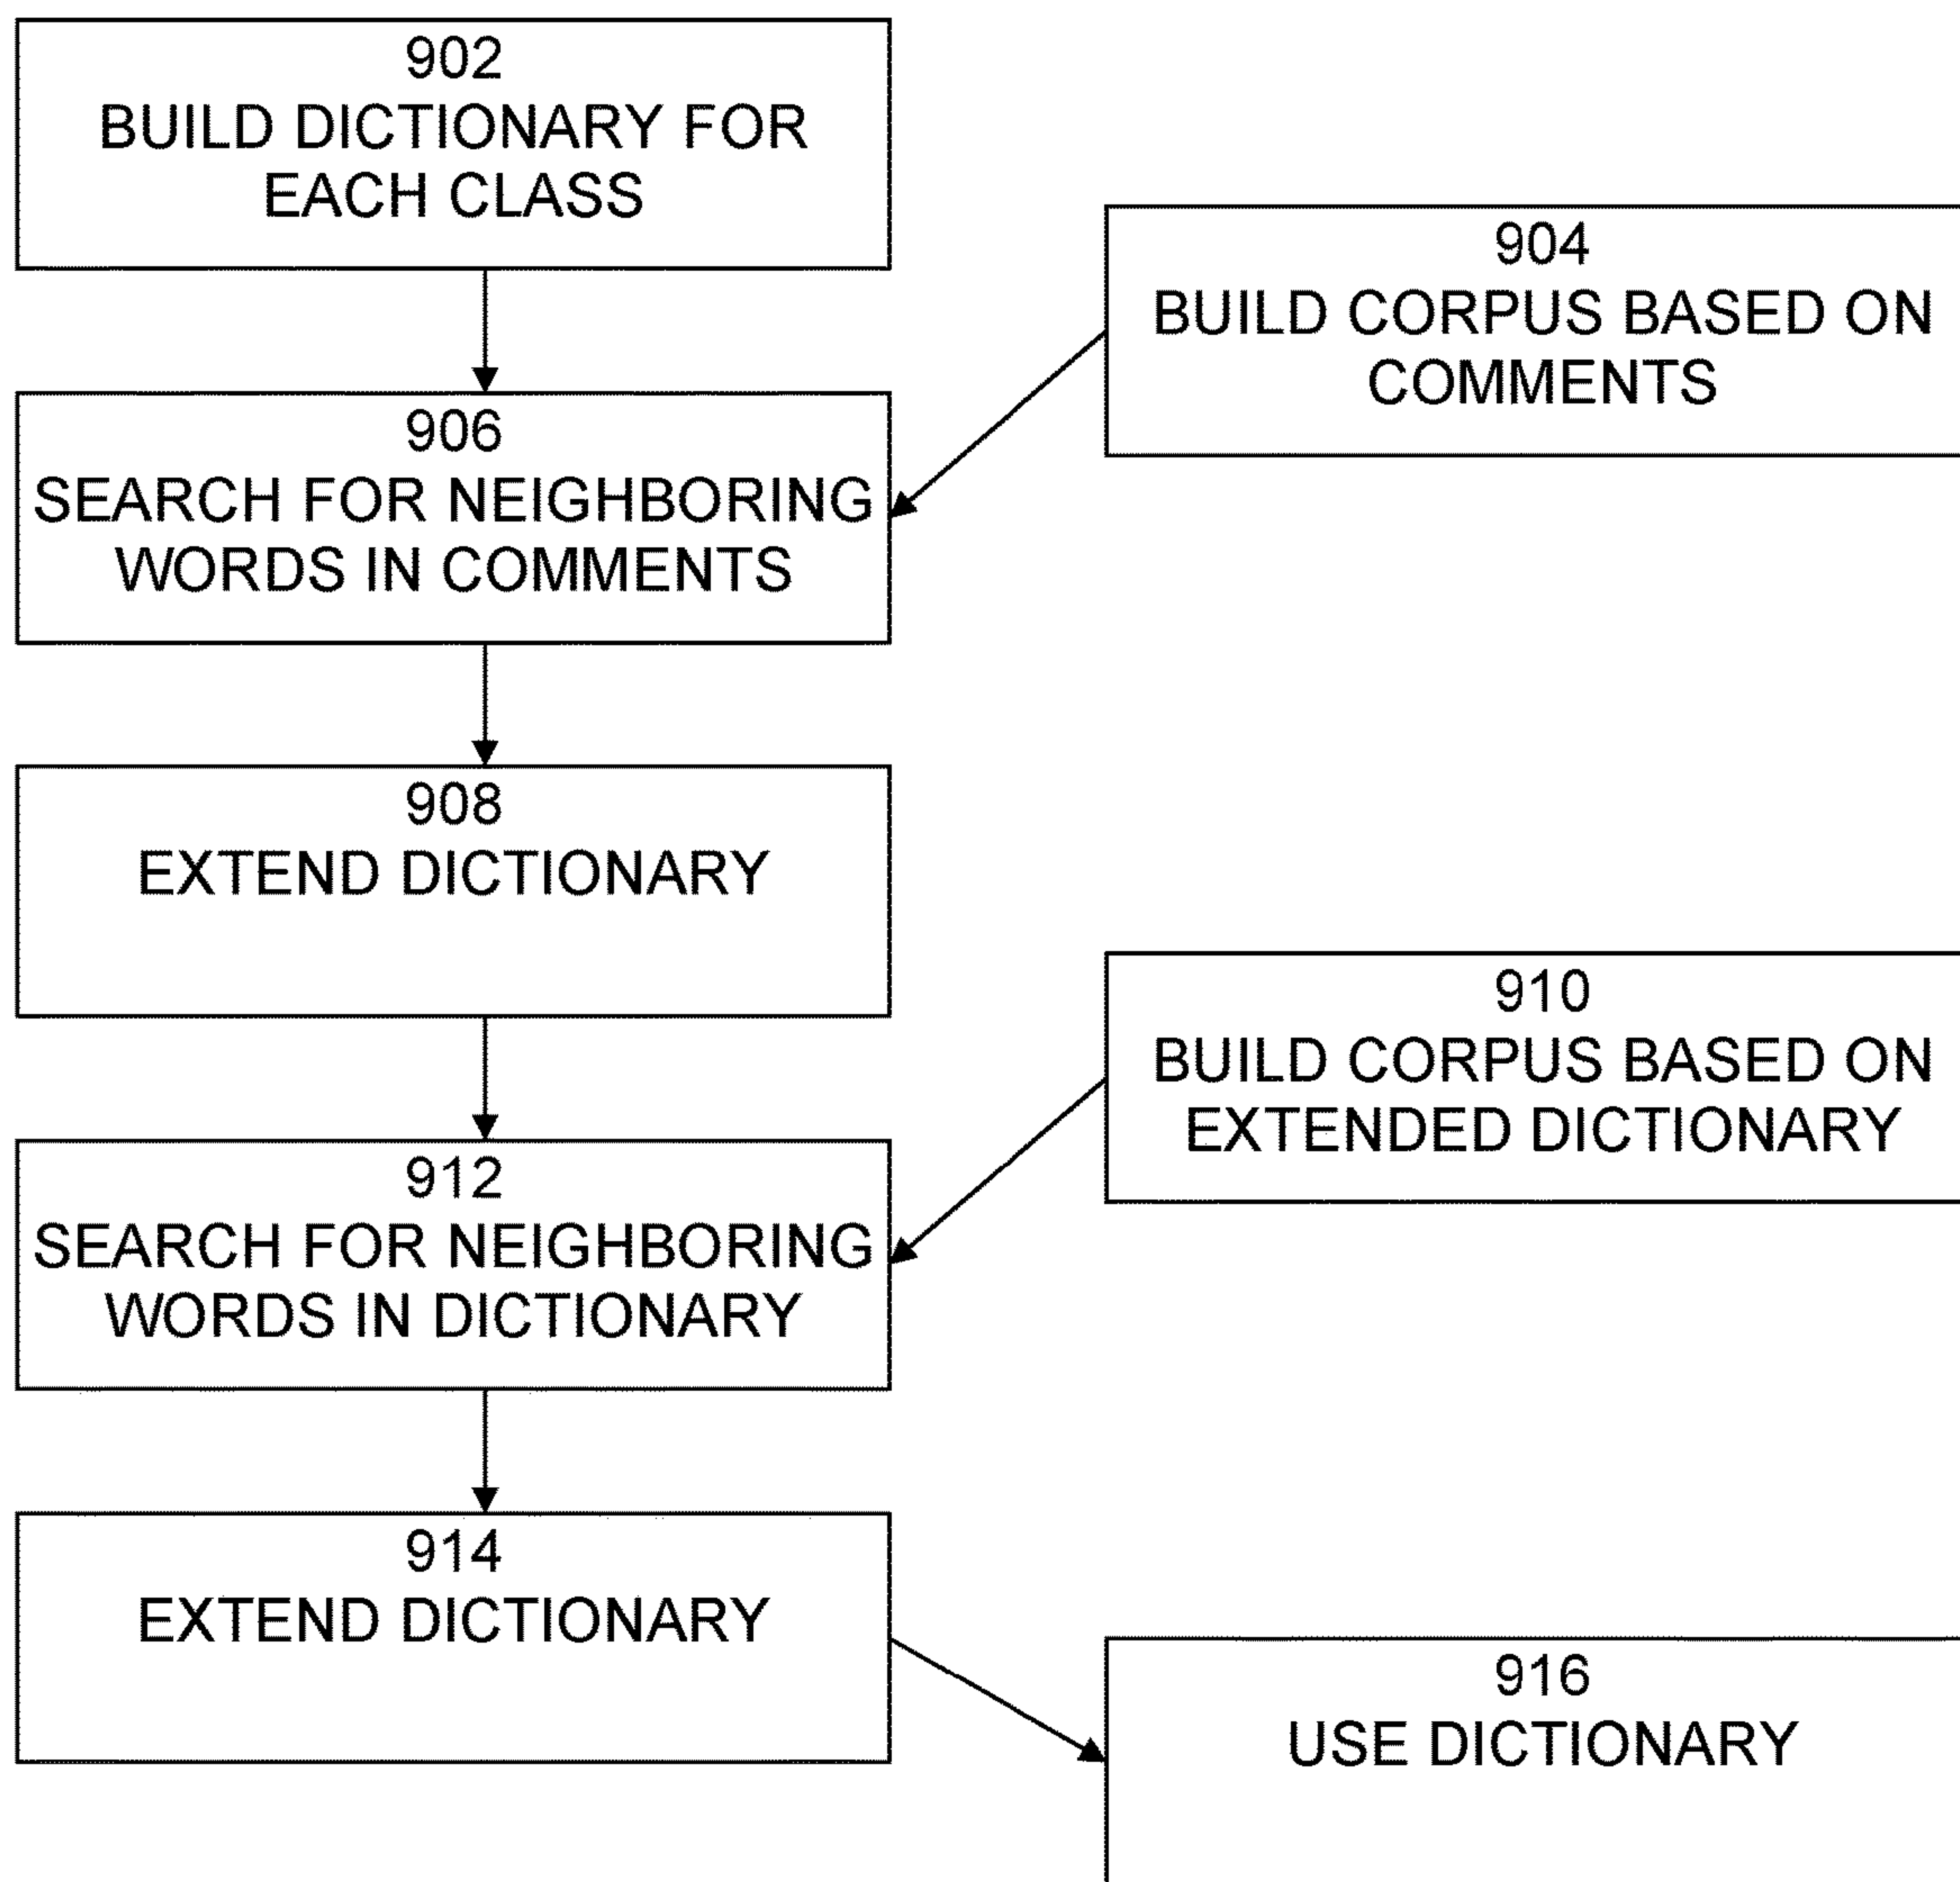 902
BUILD DICTIONARY FOR
EACH CLASS
904
BUILD CORPUS BASED ON
COMMENTS
906
SEARCH FOR NEIGHBORING
WORDS IN COMMENTS
908
EXTEND DICTIONARY
910
BUILD CORPUS BASED ON
EXTENDED DICTIONARY
912
SEARCH FOR NEIGHBORING
WORDS IN DICTIONARY
914
EXTEND DICTIONARY
916
USE DICTIONARY